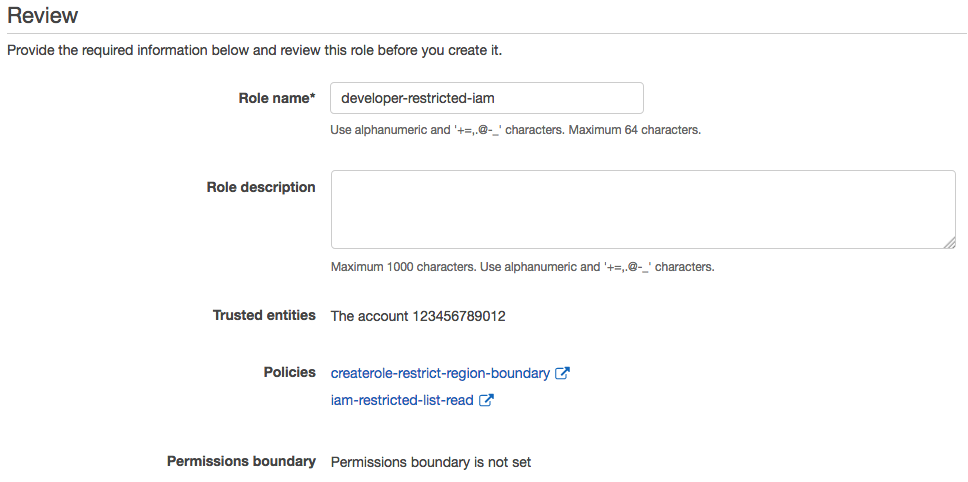 Review
Provide the required information below and review this role before you create it.
Role name* developer-restricted-iam
Use alphanumeric and '+=,.@-_' characters. Maximum 64 characters.
Role description
Maximum 1000 characters. Use alphanumeric and '+=,.@-_' characters.
Trusted entities The account 123456789012
Policies createrole-restrict-region-boundary
iam-restricted-list-read
Permissions boundary Permissions boundary is not set